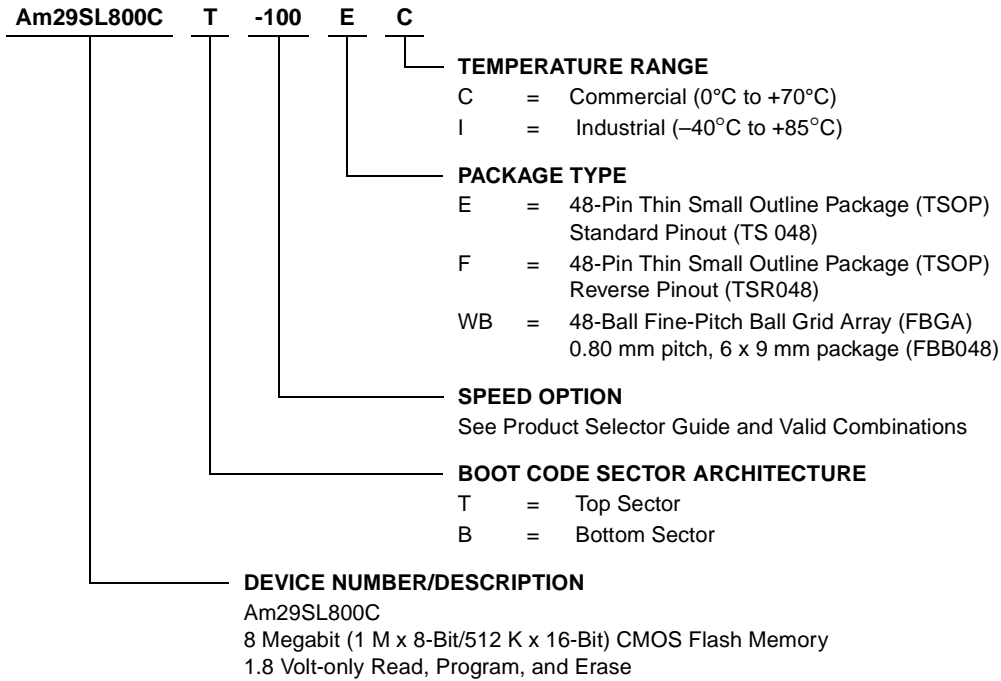 Am29SL800C T -100 E C
TEMPERATURE RANGE
C = Commercial (0°C to +70°C)
I = Industrial (–40°C to +85°C)
PACKAGE TYPE
E = 48-Pin Thin Small Outline Package (TSOP)
Standard Pinout (TS 048)
F = 48-Pin Thin Small Outline Package (TSOP)
Reverse Pinout (TSR048)
WB = 48-Ball Fine-Pitch Ball Grid Array (FBGA)
0.80 mm pitch, 6 x 9 mm package (FBB048)
SPEED OPTION
See Product Selector Guide and Valid Combinations
BOOT CODE SECTOR ARCHITECTURE
T = Top Sector
B = Bottom Sector
DEVICE NUMBER/DESCRIPTION
Am29SL800C
8 Megabit (1 M x 8-Bit/512 K x 16-Bit) CMOS Flash Memory
1.8 Volt-only Read, Program, and Erase